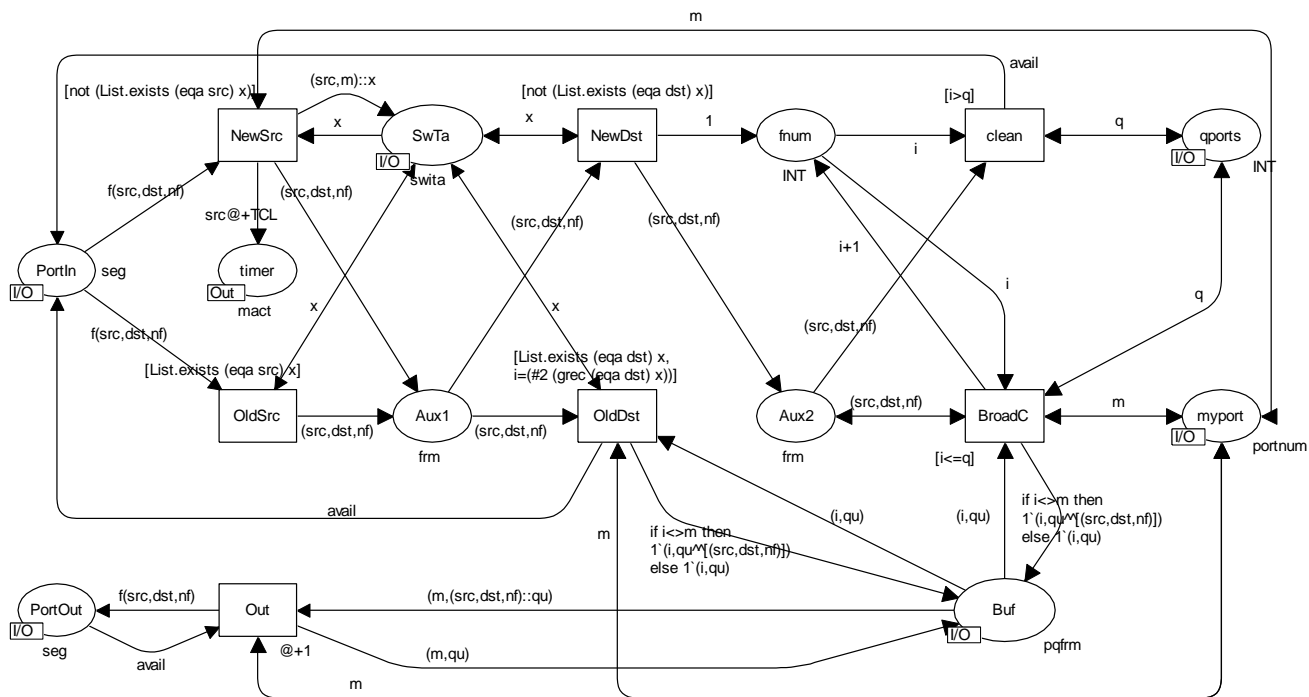 m
avail
[not (List.exists (eqa src) x)]
(src,m)::x
[not (List.exists (eqa dst) x)]
[i>q]
NewSrc
x
SwTa
I/O
swita
x
NewDst
1
fnum
INT
i
clean
q
qports
I/O
INT
f(src,dst,nf)
(src,dst,nf)
(src,dst,nf)
(src,dst,nf)
src@+TCL
i+1
PortIn
I/O
seg
timer
Out
mact
i
q
x
x
f(src,dst,nf)
(src,dst,nf)
[List.exists (eqa src) x]
[List.exists (eqa dst) x,
i=(#2 (grec (eqa dst) x))]
OldSrc
(src,dst,nf)
Aux1
frm
(src,dst,nf)
OldDst
Aux2
frm
(src,dst,nf)
BroadC
[i<=q]
m
myport
I/O
portnum
avail
m
if i<>m then
1`(i,qu^^[(src,dst,nf)])
else 1`(i,qu)
(i,qu)
(i,qu)
if i<>m then
1`(i,qu^^[(src,dst,nf)])
else 1`(i,qu)
PortOut
I/O
seg
f(src,dst,nf)
avail
Out
@+1
(m,(src,dst,nf)::qu)
(m,qu)
Buf
I/O
pqfrm
m